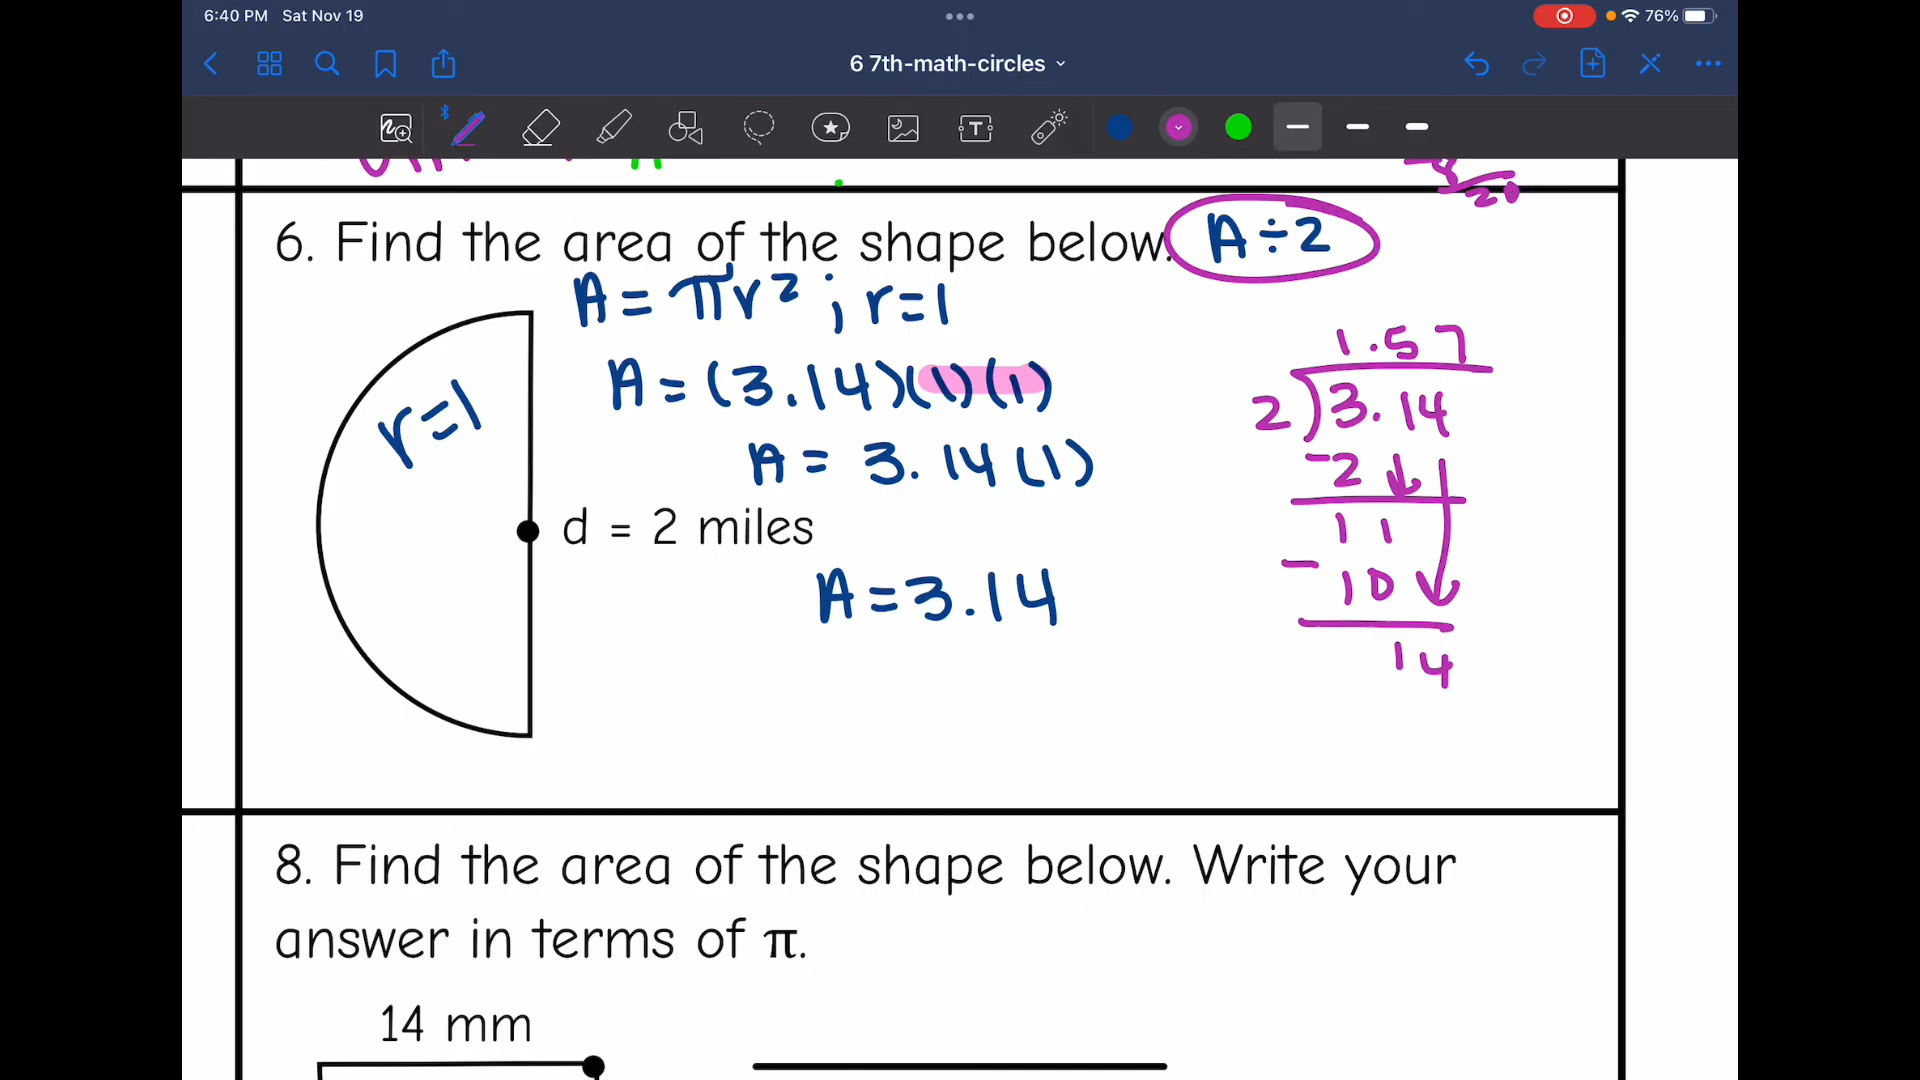 6:40 PM Sat Nov 19
76%
6 7th-math-circles
20
6. Find the area of the shape below.
A ÷ 2
A = πr² ; r = 1
r = 1
A = (3.14)(1)(1)
A = 3.14(1)
d = 2 miles
A = 3.14
1.57
2)3.14
-2
11
-10
14
8. Find the area of the shape below. Write your
answer in terms of π.
14 mm